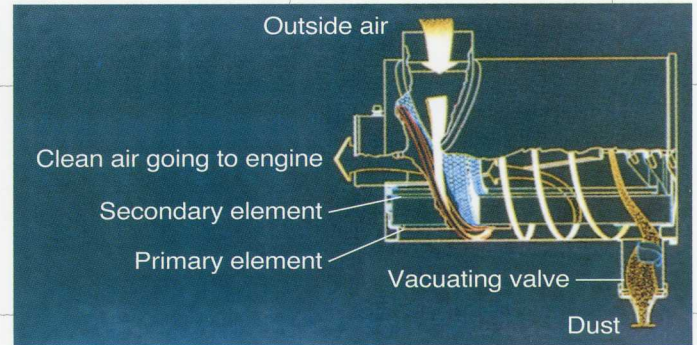 Outside air
Clean air going to engine
Secondary element
Primary element
Vacuating valve
Dust